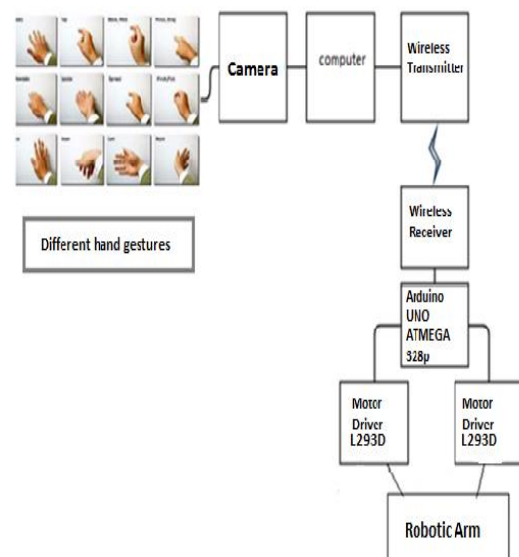 Camera
computer
Wireless
Transmitter
Different hand gestures
Wireless
Receiver
Arduino
UNO
ATMEGA
328p
Motor
Driver
L293D
Motor
Driver
L293D
Robotic Arm